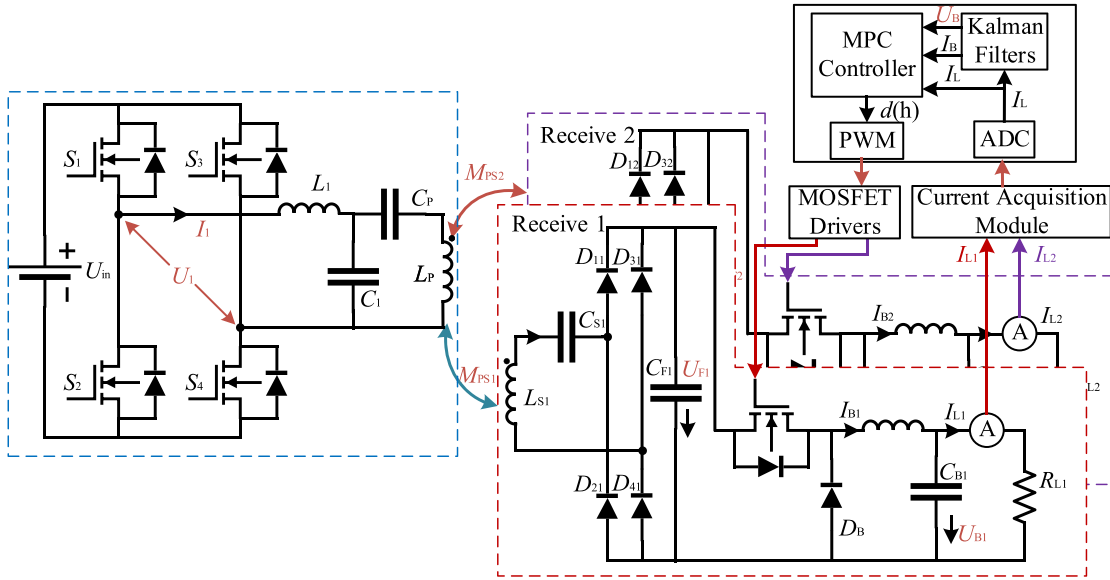 U_B
MPC Controller
I_B
Kalman Filters
I_L
I_L
d(h)
PWM
ADC
MOSFET Drivers
Current Acquisition Module
Receive 2
D_12
D_32
M_PS2
S_1
S_3
L_1
C_P
I_1
U_in
U_1
C_1
L_P
S_2
S_4
Receive 1
D_11
D_31
I_L1
I_L2
C_S1
I_B2
I_L2
M_PS1
L_S1
C_F1
U_F1
L2
I_B1
I_L1
A
A
D_21
D_41
C_B1
R_L1
D_B
U_B1